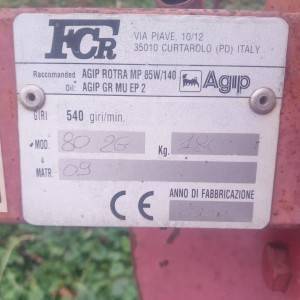 FCR
VIA PIAVE, 10/12
35010 CURTAROLO (PD) ITALY
Raccomanded AGIP ROTRA MP 85W/140
Oil: AGIP GR MU EP 2
Agip
GIRI 540 giri/min.
MOD. 80 26 Kg.
MATR 09
CE ANNO DI FABBRICAZIONE